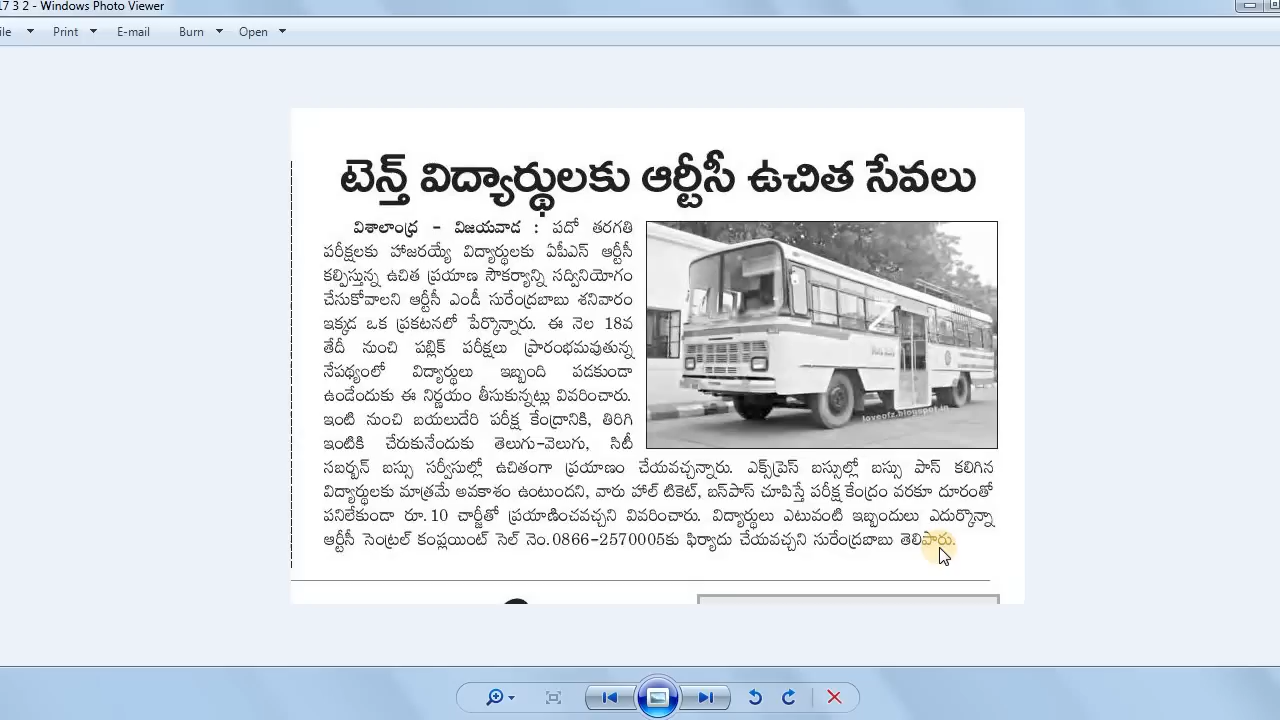 17 3 2 - Windows Photo Viewer
ile Print E-mail Burn Open
టెన్త్ విద్యార్థులకు ఆర్టీసీ ఉచిత సేవలు
విశాలాంధ్ర - విజయవాడ : పదో తరగతి
పరీక్షలకు హాజరయ్యే విద్యార్థులకు ఏపీఎస్ ఆర్టీసీ
కల్పిస్తున్న ఉచిత ప్రయాణ సౌకర్యాన్ని సద్వినియోగం
చేసుకోవాలని ఆర్టీసీ ఎండీ సురేంద్రబాబు శనివారం
ఇక్కడ ఒక ప్రకటనలో పేర్కొన్నారు. ఈ నెల 18వ
తేదీ నుంచి పబ్లిక్ పరీక్షలు ప్రారంభమవుతున్న
నేపథ్యంలో విద్యార్థులు ఇబ్బంది పడకుండా
ఉండేందుకు ఈ నిర్ణయం తీసుకున్నట్లు వివరించారు.
ఇంటి నుంచి బయలుదేరి పరీక్ష కేంద్రానికి, తిరిగి
ఇంటికి చేరుకునేందుకు తెలుగు-వెలుగు, సిటీ
సబర్బన్ బస్సు సర్వీసుల్లో ఉచితంగా ప్రయాణం చేయవచ్చన్నారు. ఎక్స్‌ప్రెస్ బస్సుల్లో బస్సు పాస్ కలిగిన
విద్యార్థులకు మాత్రమే అవకాశం ఉంటుందని, వారు హాల్ టికెట్, బస్‌పాస్ చూపిస్తే పరీక్ష కేంద్రం వరకూ దూరంతో
పనిలేకుండా రూ.10 చార్జీతో ప్రయాణించవచ్చని వివరించారు. విద్యార్థులు ఎటువంటి ఇబ్బందులు ఎదుర్కొన్నా
ఆర్టీసీ సెంట్రల్ కంప్లయింట్ సెల్ నెం.0866-2570005కు ఫిర్యాదు చేయవచ్చని సురేంద్రబాబు తెలిపారు.
loveofz.blogspot.in